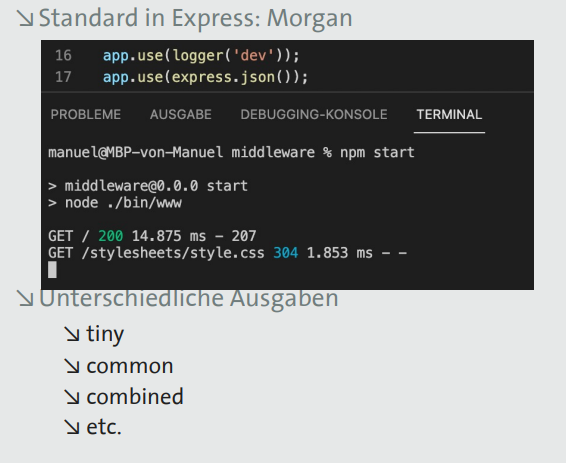 ↘ Standard in Express: Morgan
16 app.use(logger('dev'));
17 app.use(express.json());
PROBLEME AUSGABE DEBUGGING-KONSOLE TERMINAL
manuel@MBP-von-Manuel middleware % npm start
> middleware@0.0.0 start
> node ./bin/www
GET / 200 14.875 ms - 207
GET /stylesheets/style.css 304 1.853 ms - -
↘ Unterschiedliche Ausgaben
↘ tiny
↘ common
↘ combined
↘ etc.